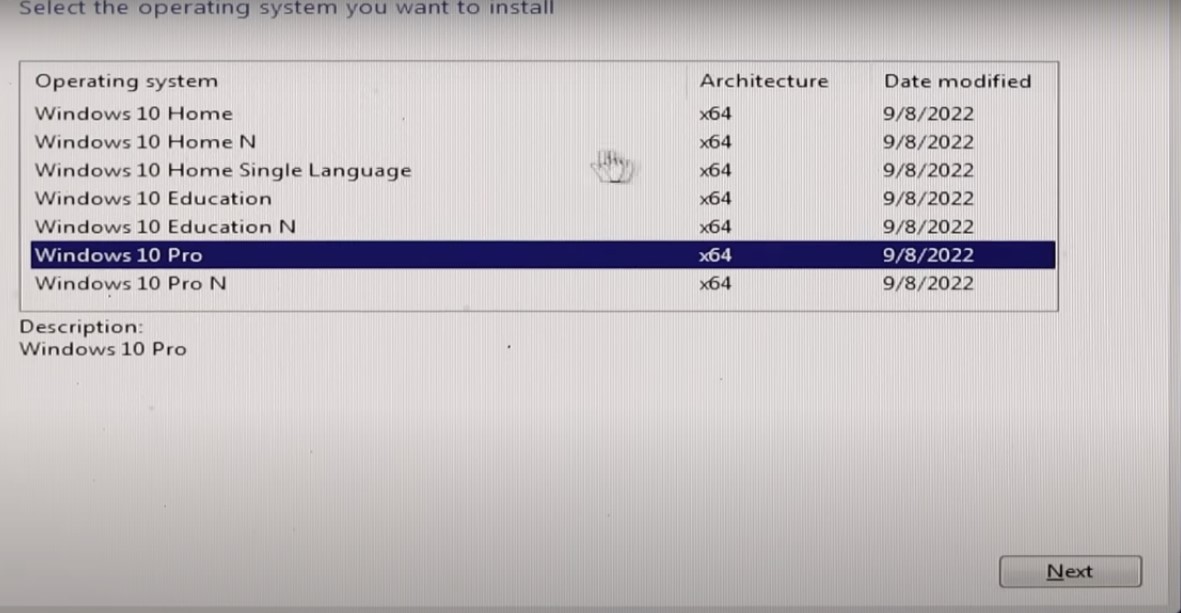 Select the operating system you want to install
Operating system Architecture Date modified
Windows 10 Home x64 9/8/2022
Windows 10 Home N x64 9/8/2022
Windows 10 Home Single Language x64 9/8/2022
Windows 10 Education x64 9/8/2022
Windows 10 Education N x64 9/8/2022
Windows 10 Pro x64 9/8/2022
Windows 10 Pro N x64 9/8/2022
Description:
Windows 10 Pro
Next